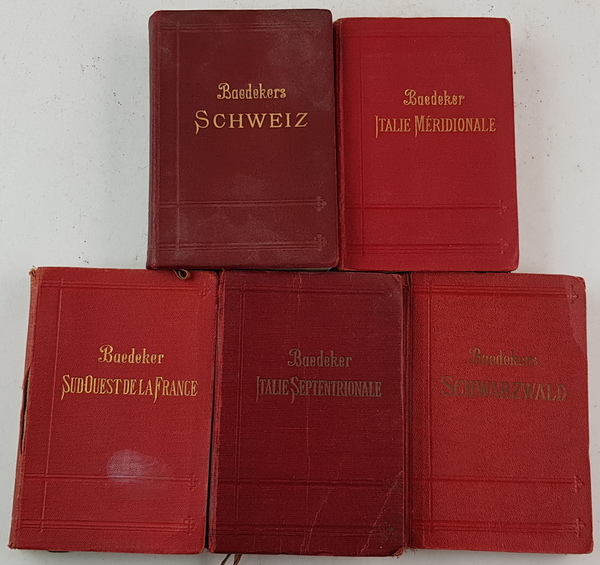 Baedekers
SCHWEIZ
Baedeker
ITALIE MÉRIDIONALE
Baedeker
SUD-OUEST DE LA FRANCE
Baedeker
ITALIE SEPTENTRIONALE
Baedekers
SCHWARZWALD